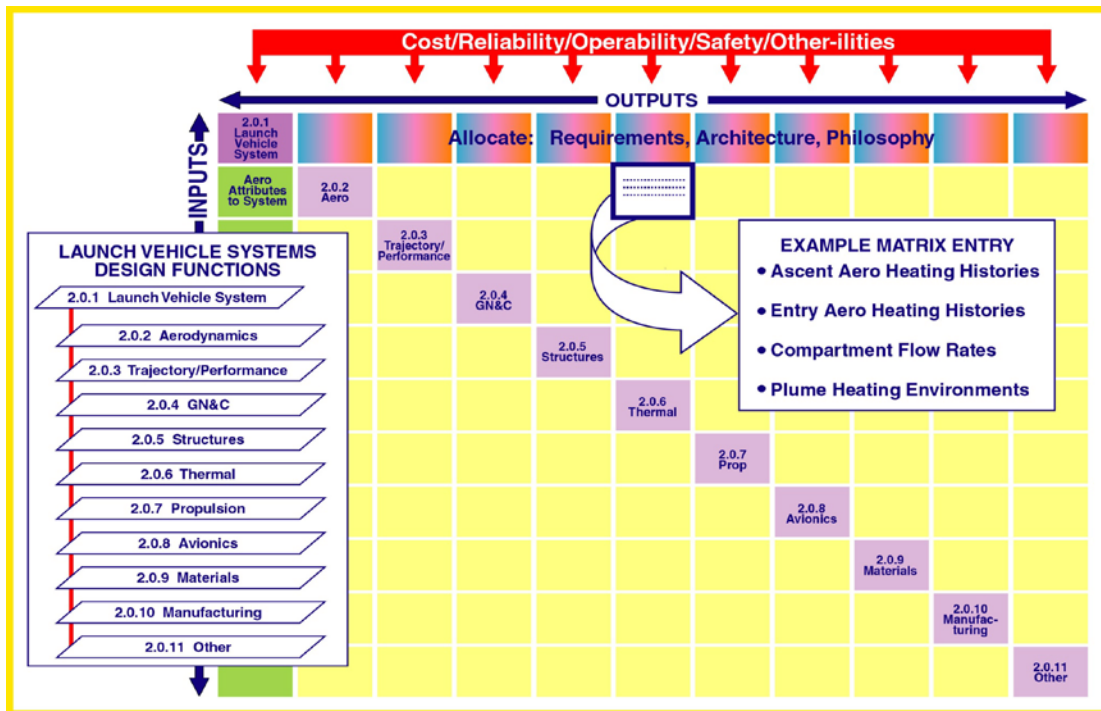 Cost/Reliability/Operability/Safety/Other-ilities
OUTPUTS
INPUTS
2.0.1
Launch
Vehicle
System
Allocate: Requirements, Architecture, Philosophy
Aero
Attributes
to System
2.0.2
Aero
2.0.3
Trajectory/
Performance
2.0.4
GN&C
2.0.5
Structures
2.0.6
Thermal
2.0.7
Prop
2.0.8
Avionics
2.0.9
Materials
2.0.10
Manufac-
turing
2.0.11
Other
LAUNCH VEHICLE SYSTEMS
DESIGN FUNCTIONS
2.0.1 Launch Vehicle System
2.0.2 Aerodynamics
2.0.3 Trajectory/Performance
2.0.4 GN&C
2.0.5 Structures
2.0.6 Thermal
2.0.7 Propulsion
2.0.8 Avionics
2.0.9 Materials
2.0.10 Manufacturing
2.0.11 Other
EXAMPLE MATRIX ENTRY
• Ascent Aero Heating Histories
• Entry Aero Heating Histories
• Compartment Flow Rates
• Plume Heating Environments